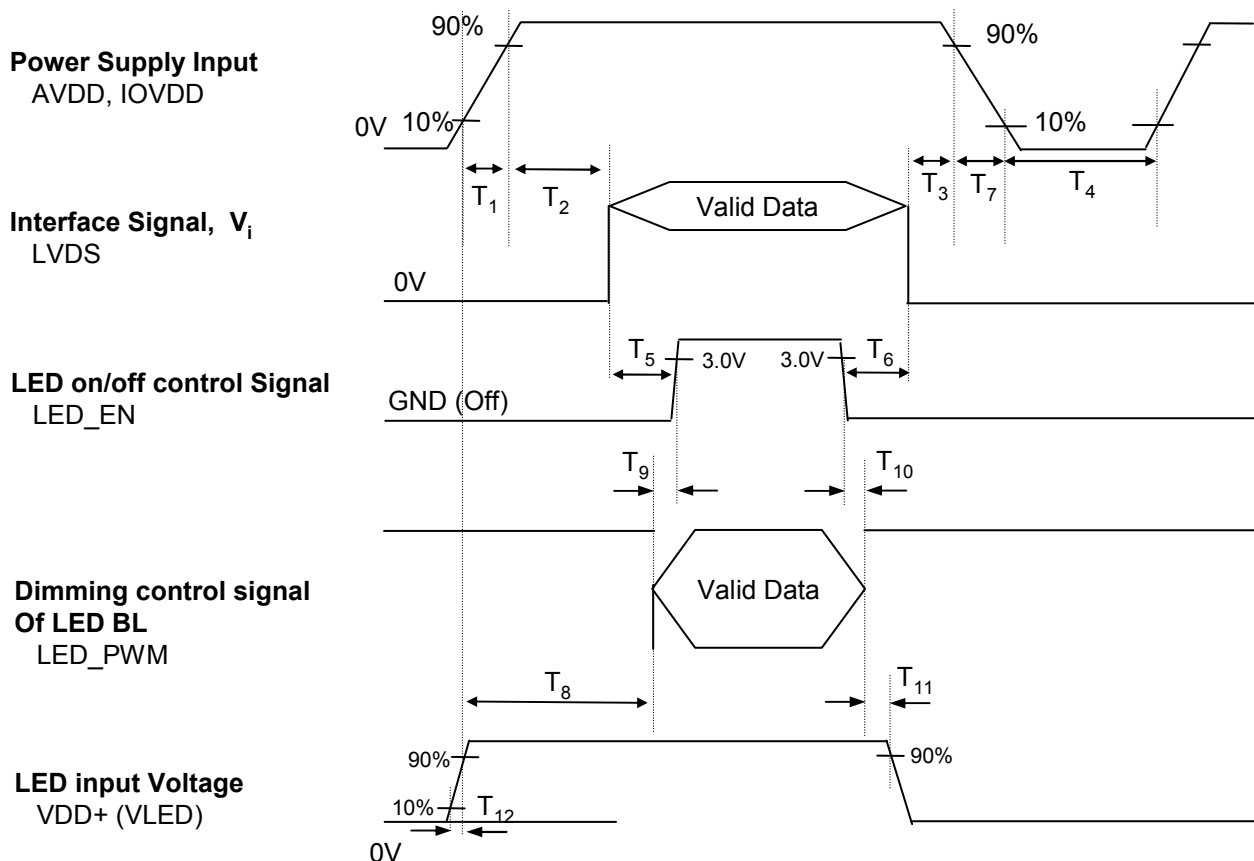 90%
90%
Power Supply Input
AVDD, IOVDD
0V
10%
10%
T1
T2
T3
T7
T4
Interface Signal, Vi
LVDS
Valid Data
0V
T5
3.0V
3.0V
T6
LED on/off control Signal
LED_EN
GND (Off)
T9
T10
Dimming control signal
Of LED BL
LED_PWM
Valid Data
T8
T11
LED input Voltage
VDD+ (VLED)
90%
90%
10%
T12
0V